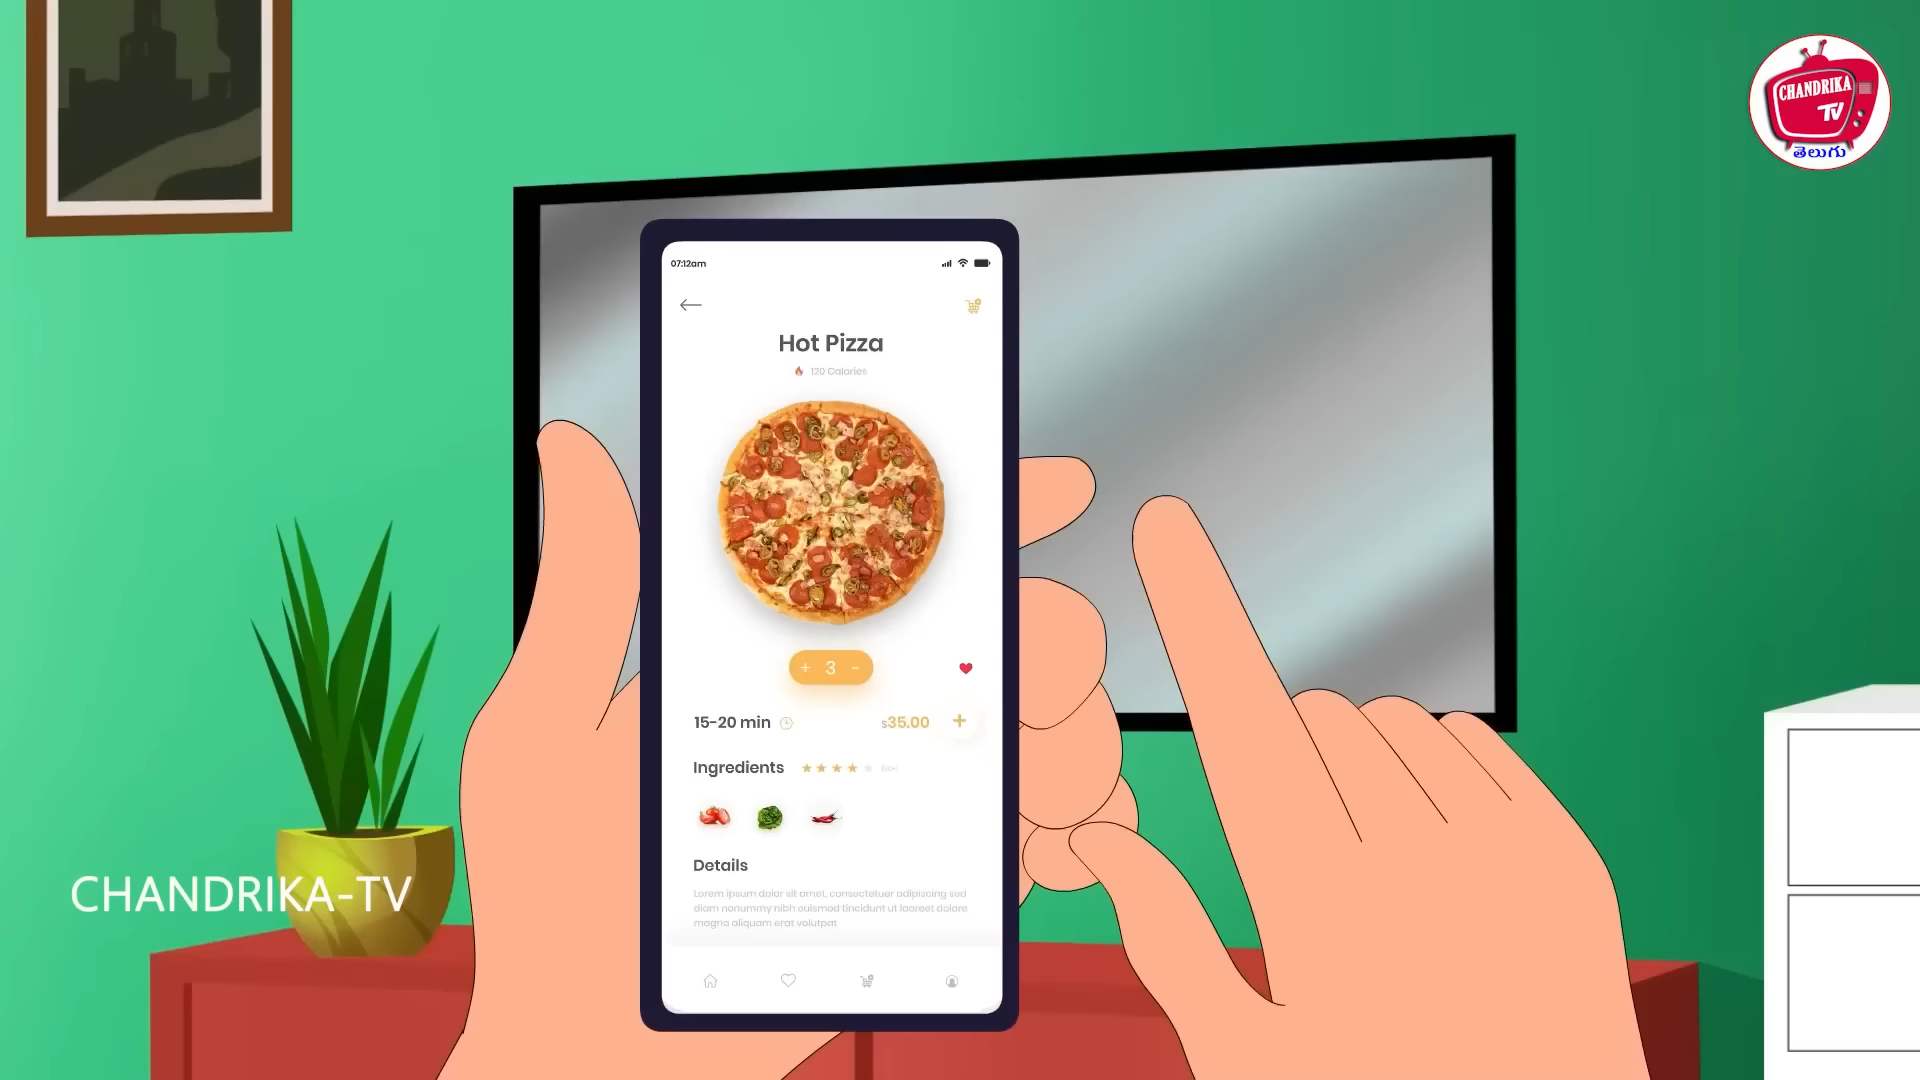 CHANDRIKA
TV
తెలుగు
07:12am
Hot Pizza
120 Calories
+ 3 -
15-20 min
$35.00 +
Ingredients
Details
Lorem ipsum dolor sit amet, consectetuer adipiscing sed
diam nonummy nibh euismod tincidunt ut laoreet dolore
magna aliquam erat volutpat
CHANDRIKA-TV